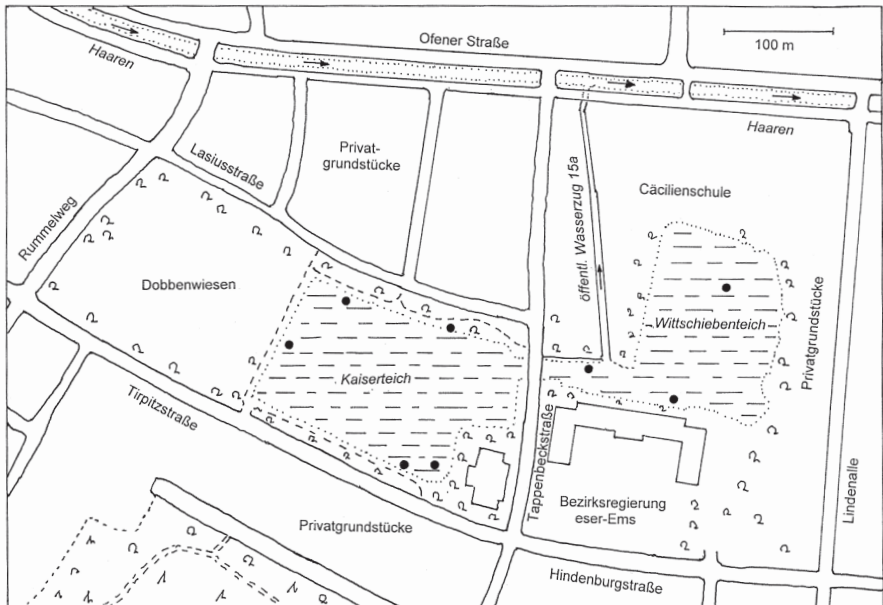 Ofener Straße
100 m
Haaren
Haaren
Lasiusstraße
Privat-
grundstücke
öffentl. Wasserzug 15a
Cäcilienschule
Rummelweg
Dobbenwiesen
Wittschiebenteich
Privatgrundstücke
Kaiserteich
Tirpitzstraße
Tappenbeckstraße
Lindenalle
Bezirksregierung
eser-Ems
Privatgrundstücke
Hindenburgstraße